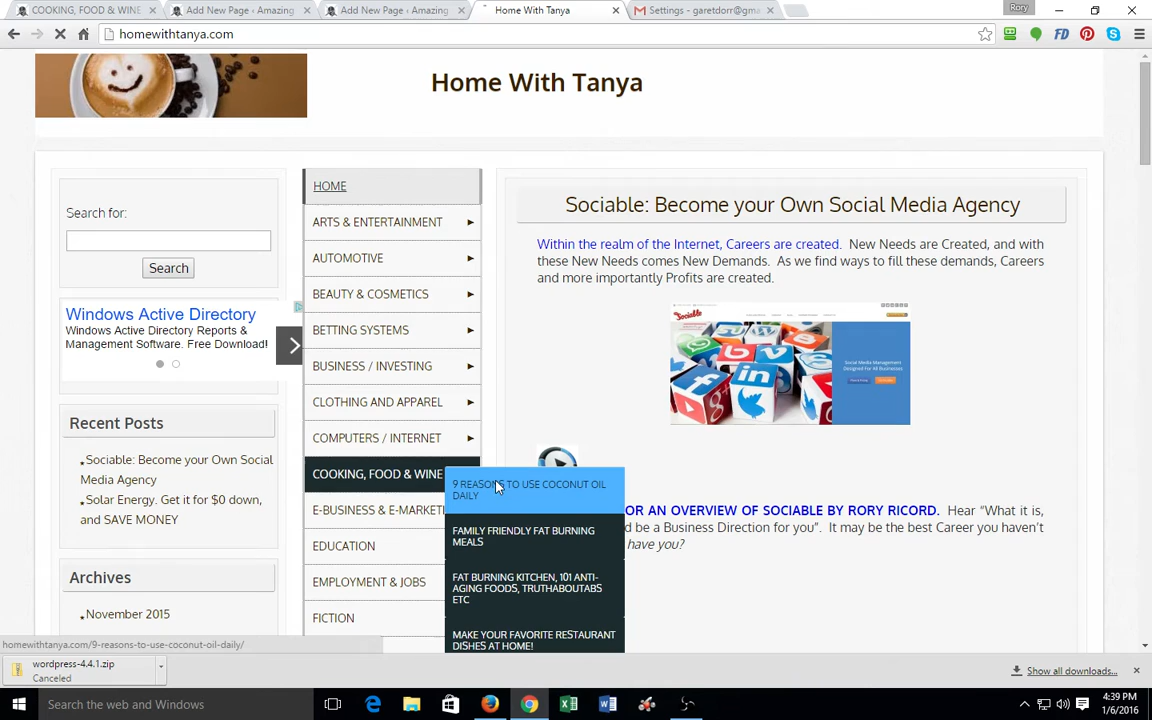 COOKING, FOOD & WINE
Add New Page ‹ Amazing
Add New Page ‹ Amazing
Home With Tanya
Settings - garetdorr@gma
Rory
homewithtanya.com
Home With Tanya
Search for:
Search
Windows Active Directory
Windows Active Directory Reports &
Management Software. Free Download!
Recent Posts
Sociable: Become your Own Social
Media Agency
Solar Energy. Get it for $0 down,
and SAVE MONEY
Archives
November 2015
HOME
ARTS & ENTERTAINMENT
AUTOMOTIVE
BEAUTY & COSMETICS
BETTING SYSTEMS
BUSINESS / INVESTING
CLOTHING AND APPAREL
COMPUTERS / INTERNET
COOKING, FOOD & WINE
E-BUSINESS & E-MARKETI
EDUCATION
EMPLOYMENT & JOBS
FICTION
9 REASONS TO USE COCONUT OIL
DAILY
FAMILY FRIENDLY FAT BURNING
MEALS
FAT BURNING KITCHEN, 101 ANTI-
AGING FOODS, TRUTHABOUTABS
ETC
MAKE YOUR FAVORITE RESTAURANT
DISHES AT HOME!
Sociable: Become your Own Social Media Agency
Within the realm of the Internet, Careers are created. New Needs are Created, and with
these New Needs comes New Demands. As we find ways to fill these demands, Careers
and more importantly Profits are created.
Sociable
Social Media Management
Designed For All Businesses
OR AN OVERVIEW OF SOCIABLE BY RORY RICORD. Hear “What it is,
d be a Business Direction for you”. It may be the best Career you haven’t
have you?
homewithtanya.com/9-reasons-to-use-coconut-oil-daily/
wordpress-4.4.1.zip
Canceled
Show all downloads...
Search the web and Windows
4:39 PM
1/6/2016